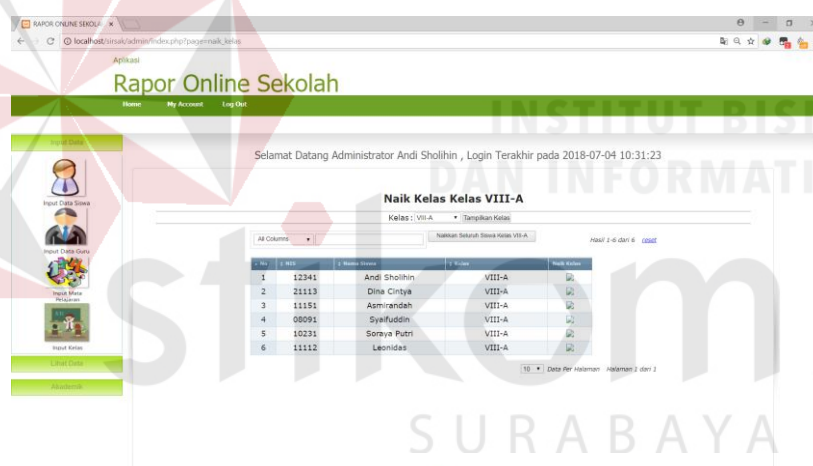 RAPOR ONLINE SEKOLAH
localhost/sirsak/admin/index.php?page=naik_kelas
Aplikasi
Rapor Online Sekolah
Home My Account Log Out
INSTITUT BISI
DAN INFORMATI
Input Data
Selamat Datang Administrator Andi Sholihin , Login Terakhir pada 2018-07-04 10:31:23
Input Data Siswa
Input Data Guru
Input Mata Pelajaran
Input Kelas
Lihat Data
Akademik
Naik Kelas Kelas VIII-A
Kelas : VIII-A Tampilkan Kelas
All Columns Naikkan Seluruh Siswa Kelas VIII-A Hasil 1-6 dari 6 reset
No NIS Nama Siswa Kelas Naik Kelas
1 12341 Andi Sholihin VIII-A
2 21113 Dina Cintya VIII-A
3 11151 Asmirandah VIII-A
4 08091 Syaifuddin VIII-A
5 10231 Soraya Putri VIII-A
6 11112 Leonidas VIII-A
10 Data Per Halaman Halaman 1 dari 1
stikom
SURABAYA